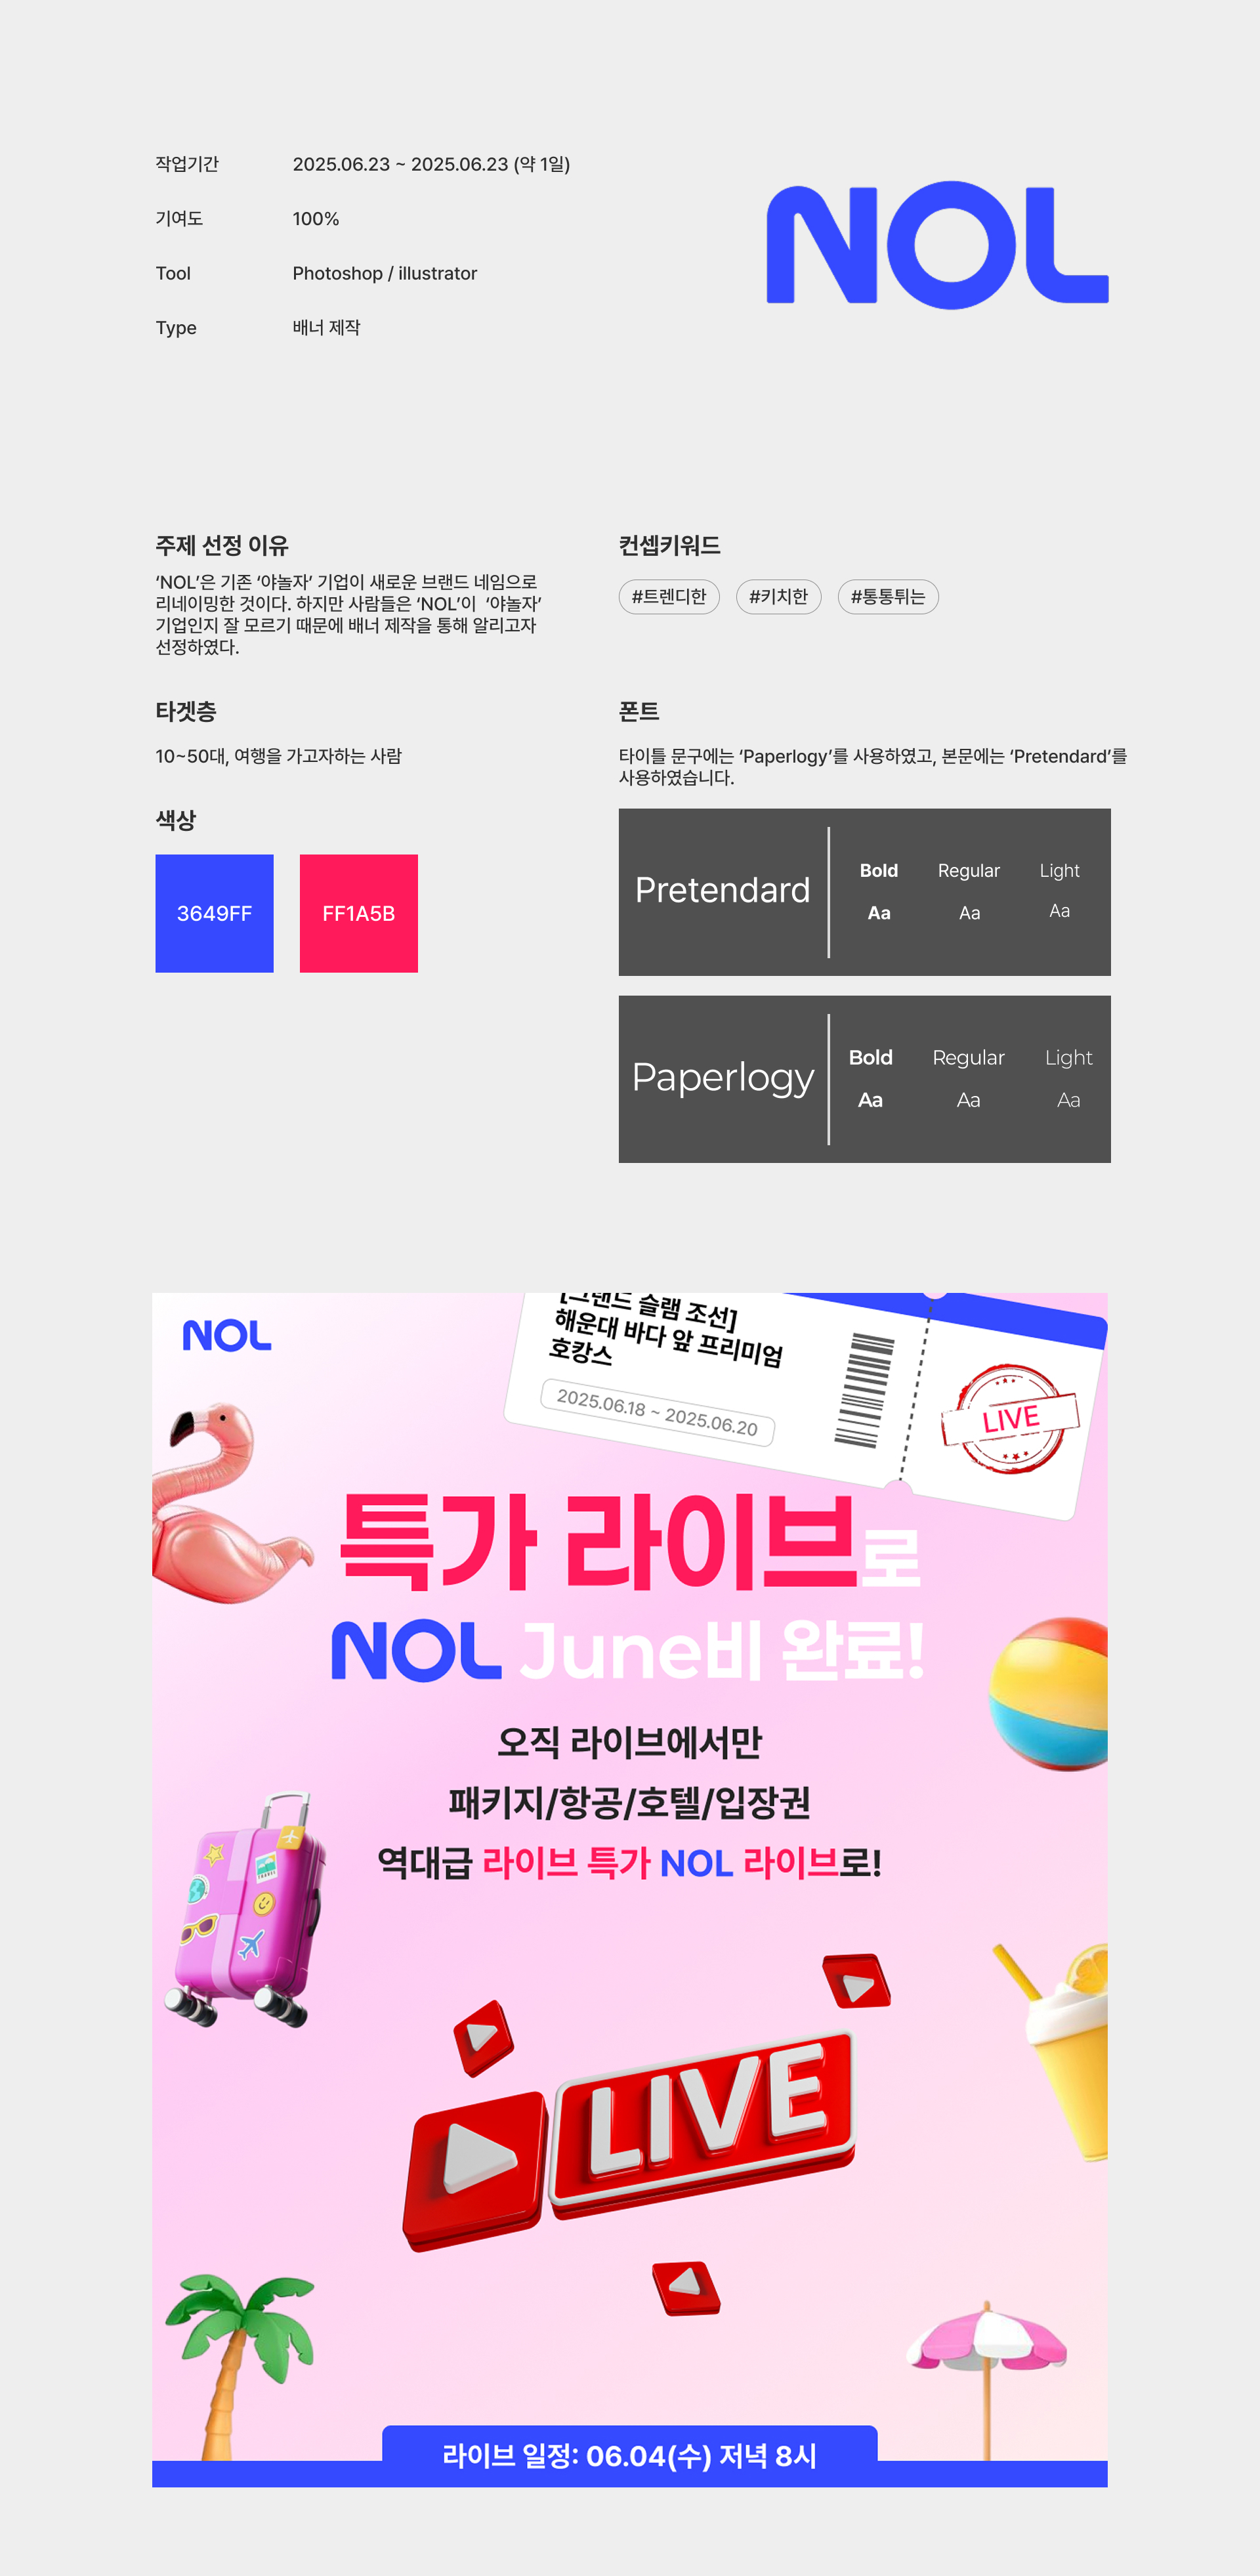 작업기간 2025.06.23 ~ 2025.06.23 (약 1일)
기여도 100%
Tool Photoshop / illustrator
Type 배너 제작
NOL
주제 선정 이유
‘NOL’은 기존 ‘야놀자’ 기업이 새로운 브랜드 네임으로
리네이밍한 것이다. 하지만 사람들은 ‘NOL’이 ‘야놀자’
기업인지 잘 모르기 때문에 배너 제작을 통해 알리고자
선정하였다.
컨셉키워드
#트렌디한 #키치한 #통통튀는
타겟층
10~50대, 여행을 가고자하는 사람
색상
3649FF FF1A5B
폰트
타이틀 문구에는 ‘Paperlogy’를 사용하였고, 본문에는 ‘Pretendard’를
사용하였습니다.
Pretendard
Bold Regular Light
Aa Aa Aa
Paperlogy
Bold Regular Light
Aa Aa Aa
NOL
[그랜드 슬램 조선]
해운대 바다 앞 프리미엄
호캉스
2025.06.18 ~ 2025.06.20
LIVE
특가 라이브로
NOL June비 완료!
오직 라이브에서만
패키지/항공/호텔/입장권
역대급 라이브 특가 NOL 라이브로!
LIVE
라이브 일정: 06.04(수) 저녁 8시